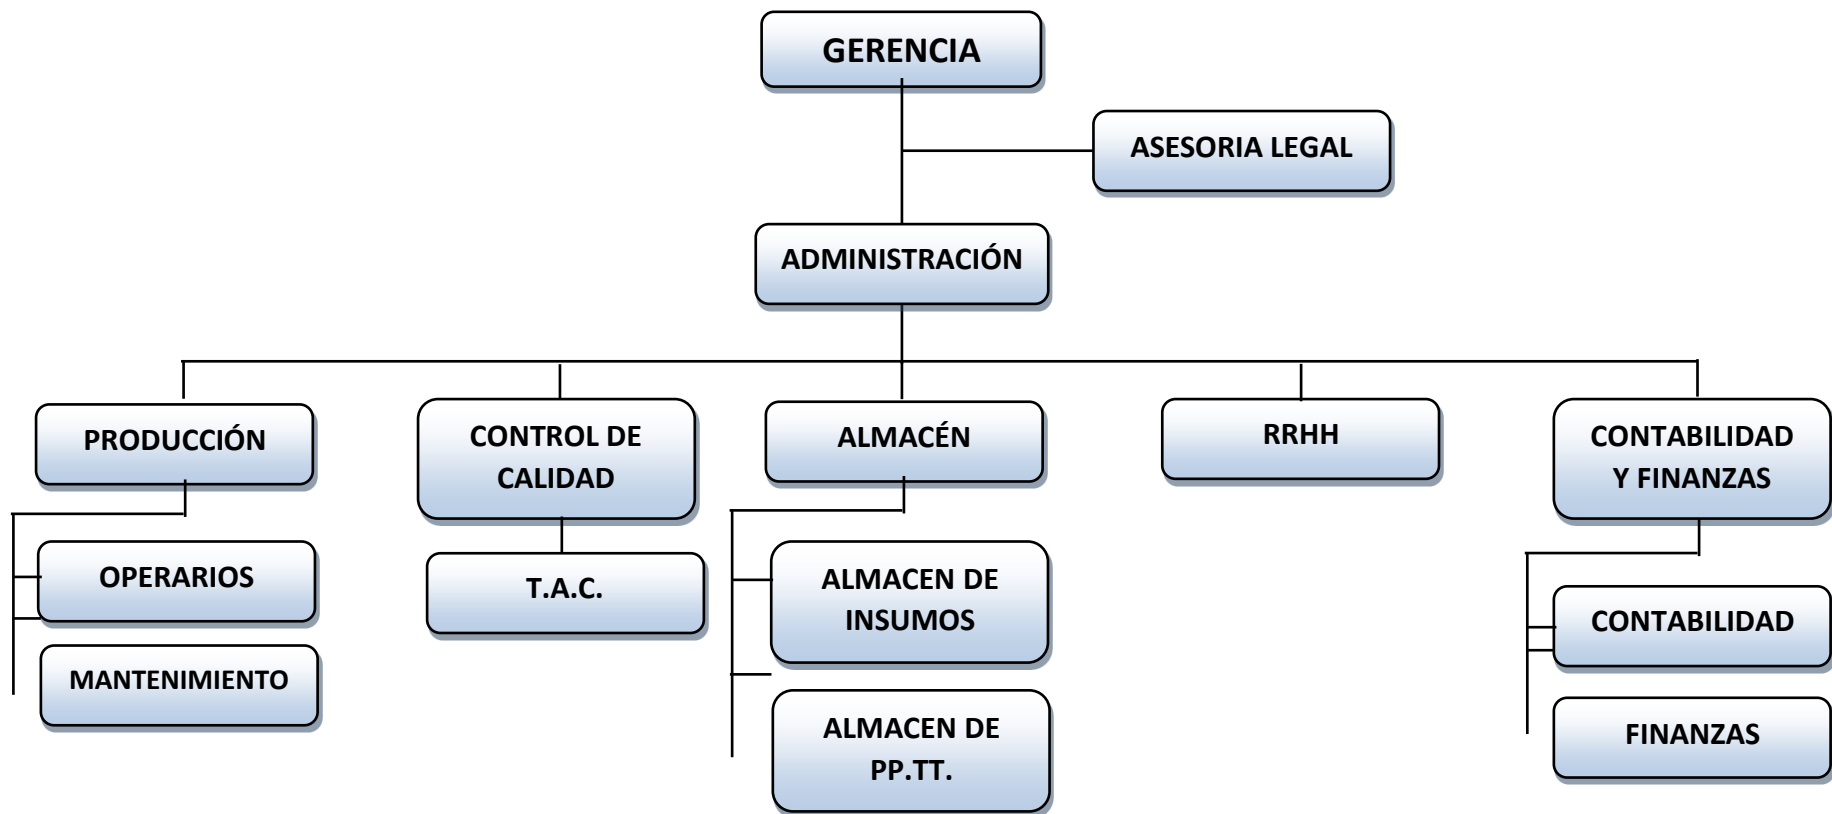 GERENCIA
ASESORIA LEGAL
ADMINISTRACIÓN
PRODUCCIÓN
CONTROL DE
CALIDAD
ALMACÉN
RRHH
CONTABILIDAD
Y FINANZAS
OPERARIOS
MANTENIMIENTO
T.A.C.
ALMACEN DE
INSUMOS
ALMACEN DE
PP.TT.
CONTABILIDAD
FINANZAS